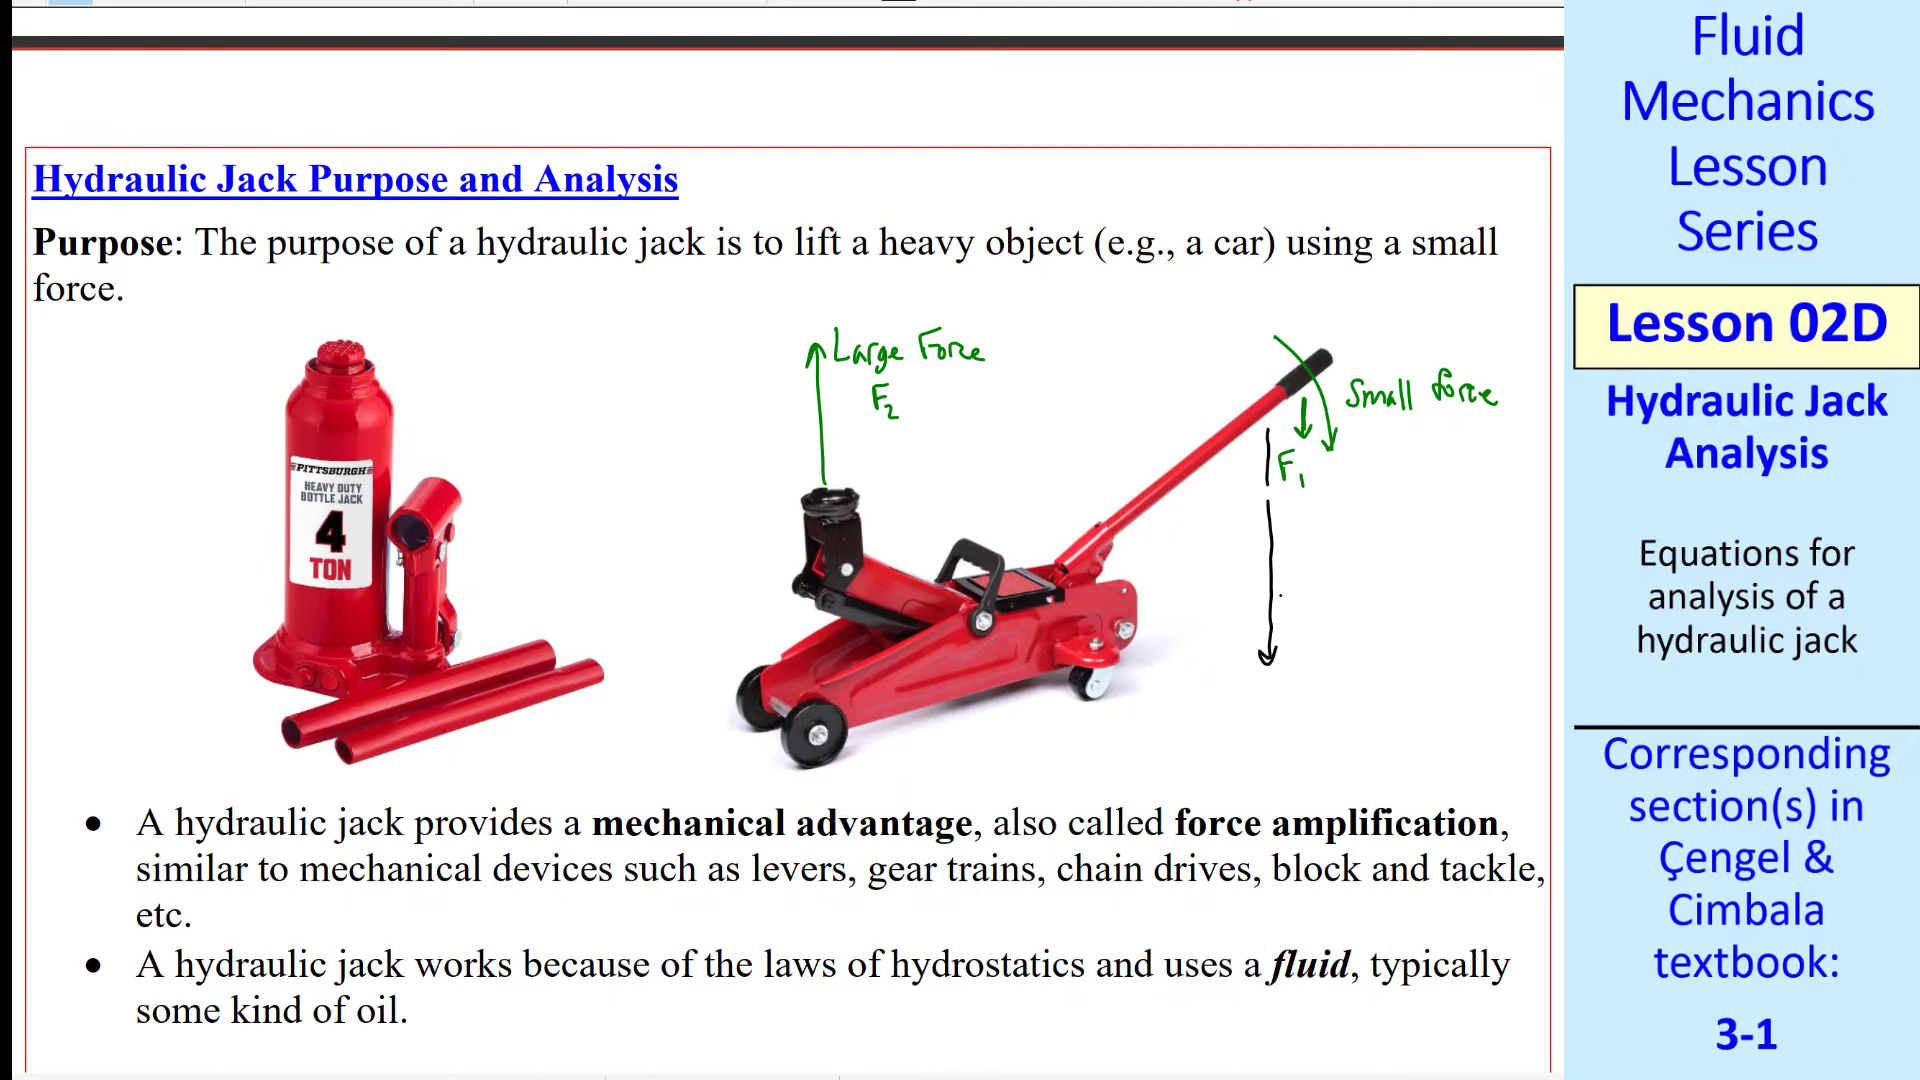 Hydraulic Jack Purpose and Analysis
Purpose: The purpose of a hydraulic jack is to lift a heavy object (e.g., a car) using a small
force.
Large Force
F2
Small force
F1
PITTSBURGH
HEAVY DUTY
BOTTLE JACK
4
TON
• A hydraulic jack provides a mechanical advantage, also called force amplification,
similar to mechanical devices such as levers, gear trains, chain drives, block and tackle,
etc.
• A hydraulic jack works because of the laws of hydrostatics and uses a fluid, typically
some kind of oil.
Fluid
Mechanics
Lesson
Series
Lesson 02D
Hydraulic Jack
Analysis
Equations for
analysis of a
hydraulic jack
Corresponding
section(s) in
Çengel &
Cimbala
textbook:
3-1